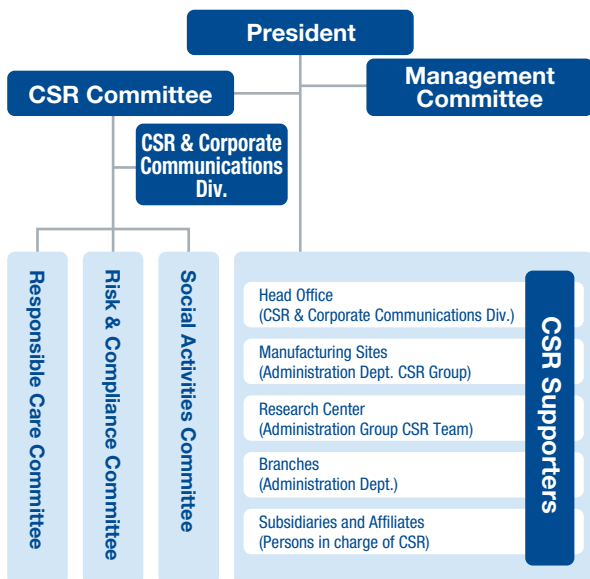 President
CSR Committee
Management
Committee
CSR & Corporate
Communications
Div.
Responsible Care Committee
Risk & Compliance Committee
Social Activities Committee
Head Office
(CSR & Corporate Communications Div.)
Manufacturing Sites
(Administration Dept. CSR Group)
Research Center
(Administration Group CSR Team)
Branches
(Administration Dept.)
Subsidiaries and Affiliates
(Persons in charge of CSR)
CSR Supporters